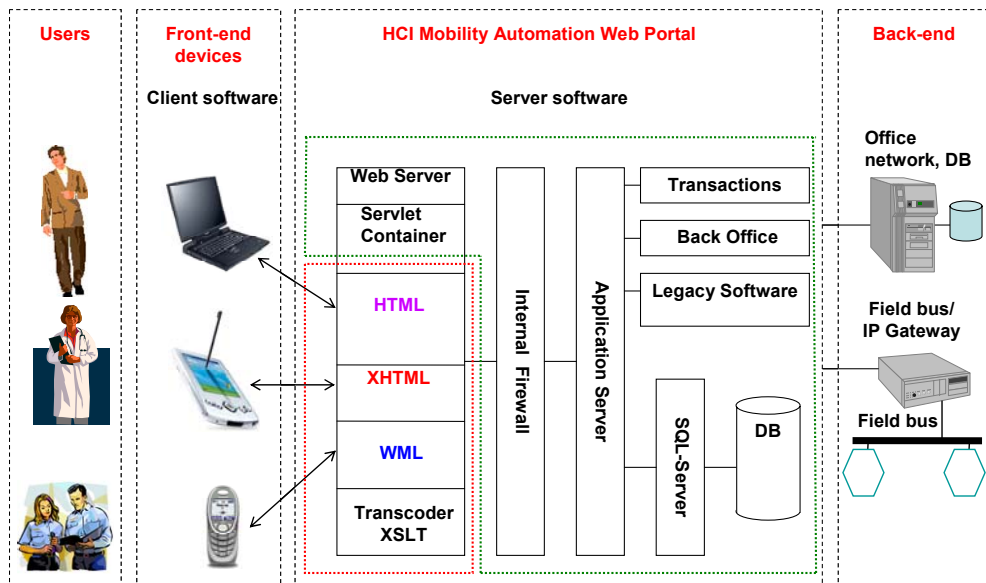 Users
Front-end
devices
HCI Mobility Automation Web Portal
Back-end
Client software
Server software
Office
network, DB
Web Server
Servlet
Container
HTML
XHTML
WML
Transcoder
XSLT
Internal Firewall
Application Server
Transactions
Back Office
Legacy Software
SQL-Server
DB
Field bus/
IP Gateway
Field bus